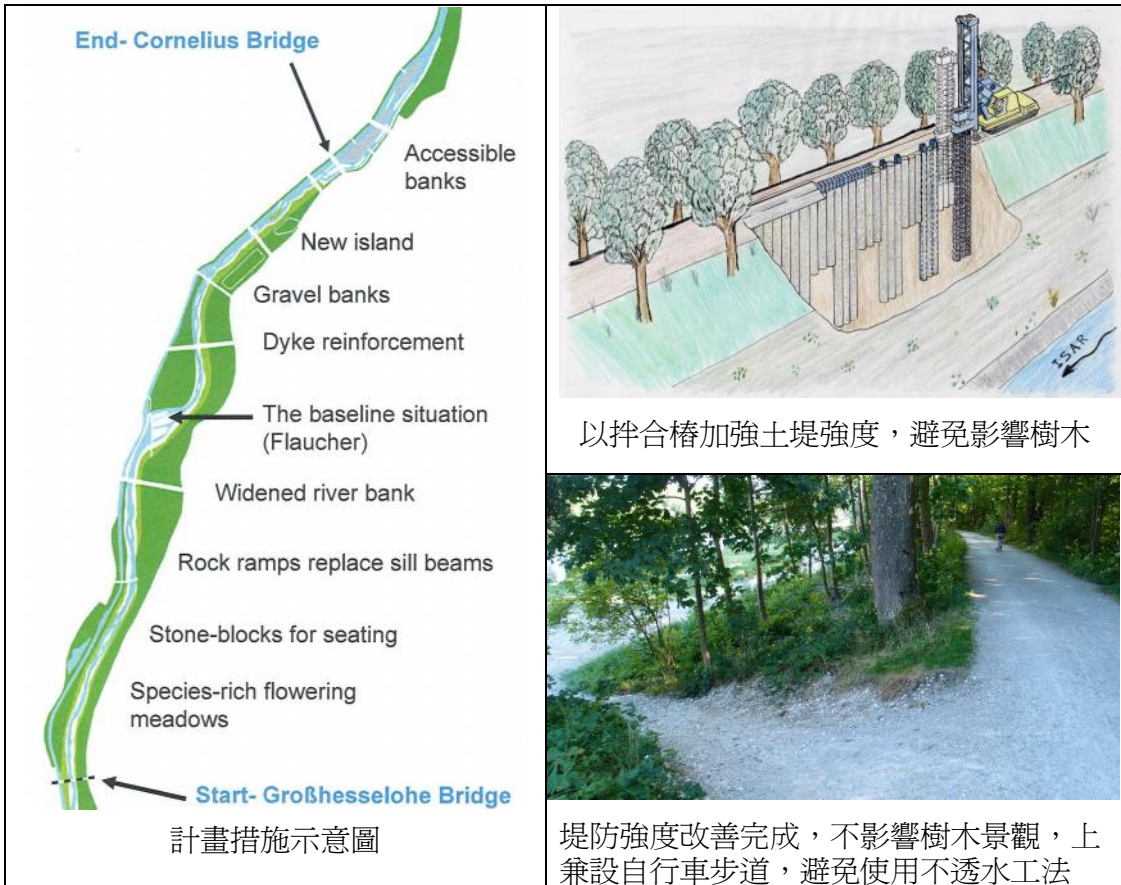 End- Cornelius Bridge
Accessible
banks
New island
Gravel banks
Dyke reinforcement
The baseline situation
(Flaucher)
Widened river bank
Rock ramps replace sill beams
Stone-blocks for seating
Species-rich flowering
meadows
Start- Großhesselohe Bridge
計畫措施示意圖
ISAR
以拌合樁加強土堤強度，避免影響樹木
堤防強度改善完成，不影響樹木景觀，上
兼設自行車步道，避免使用不透水工法